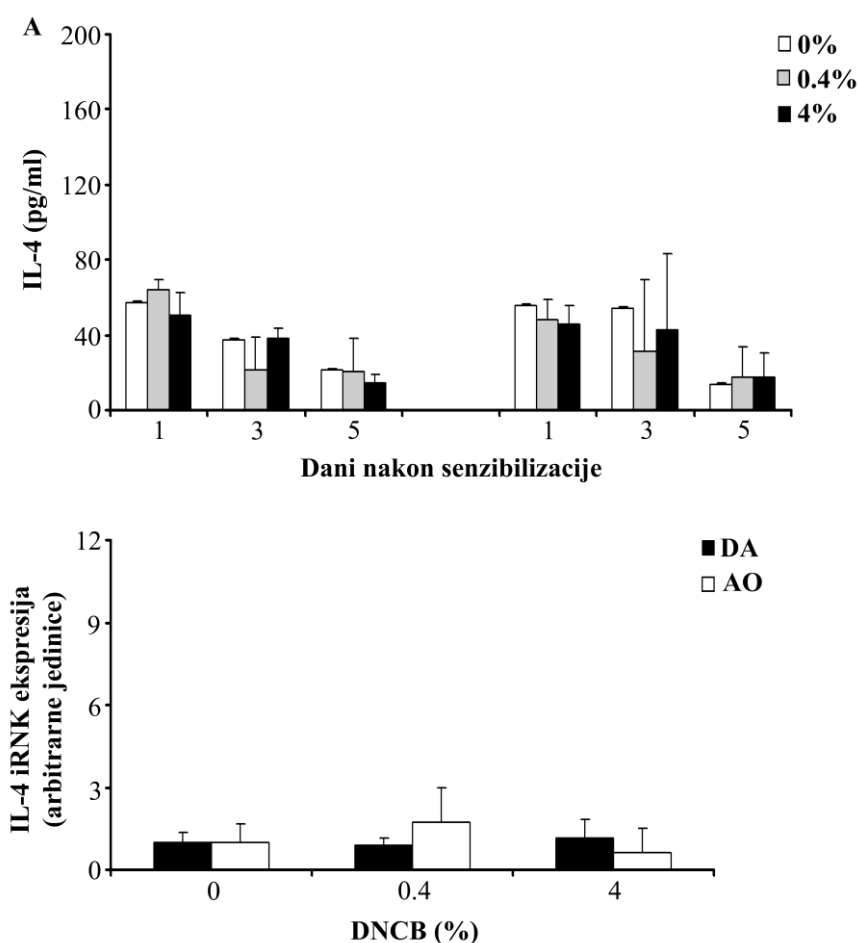 A
200
160
120
80
40
0
IL-4 (pg/ml)
0%
0.4%
4%
1 3 5 1 3 5
Dani nakon senzibilizacije
12
9
6
3
0
IL-4 iRNK ekspresija
(arbitrarne jedinice)
DA
AO
0 0.4 4
DNCB (%)